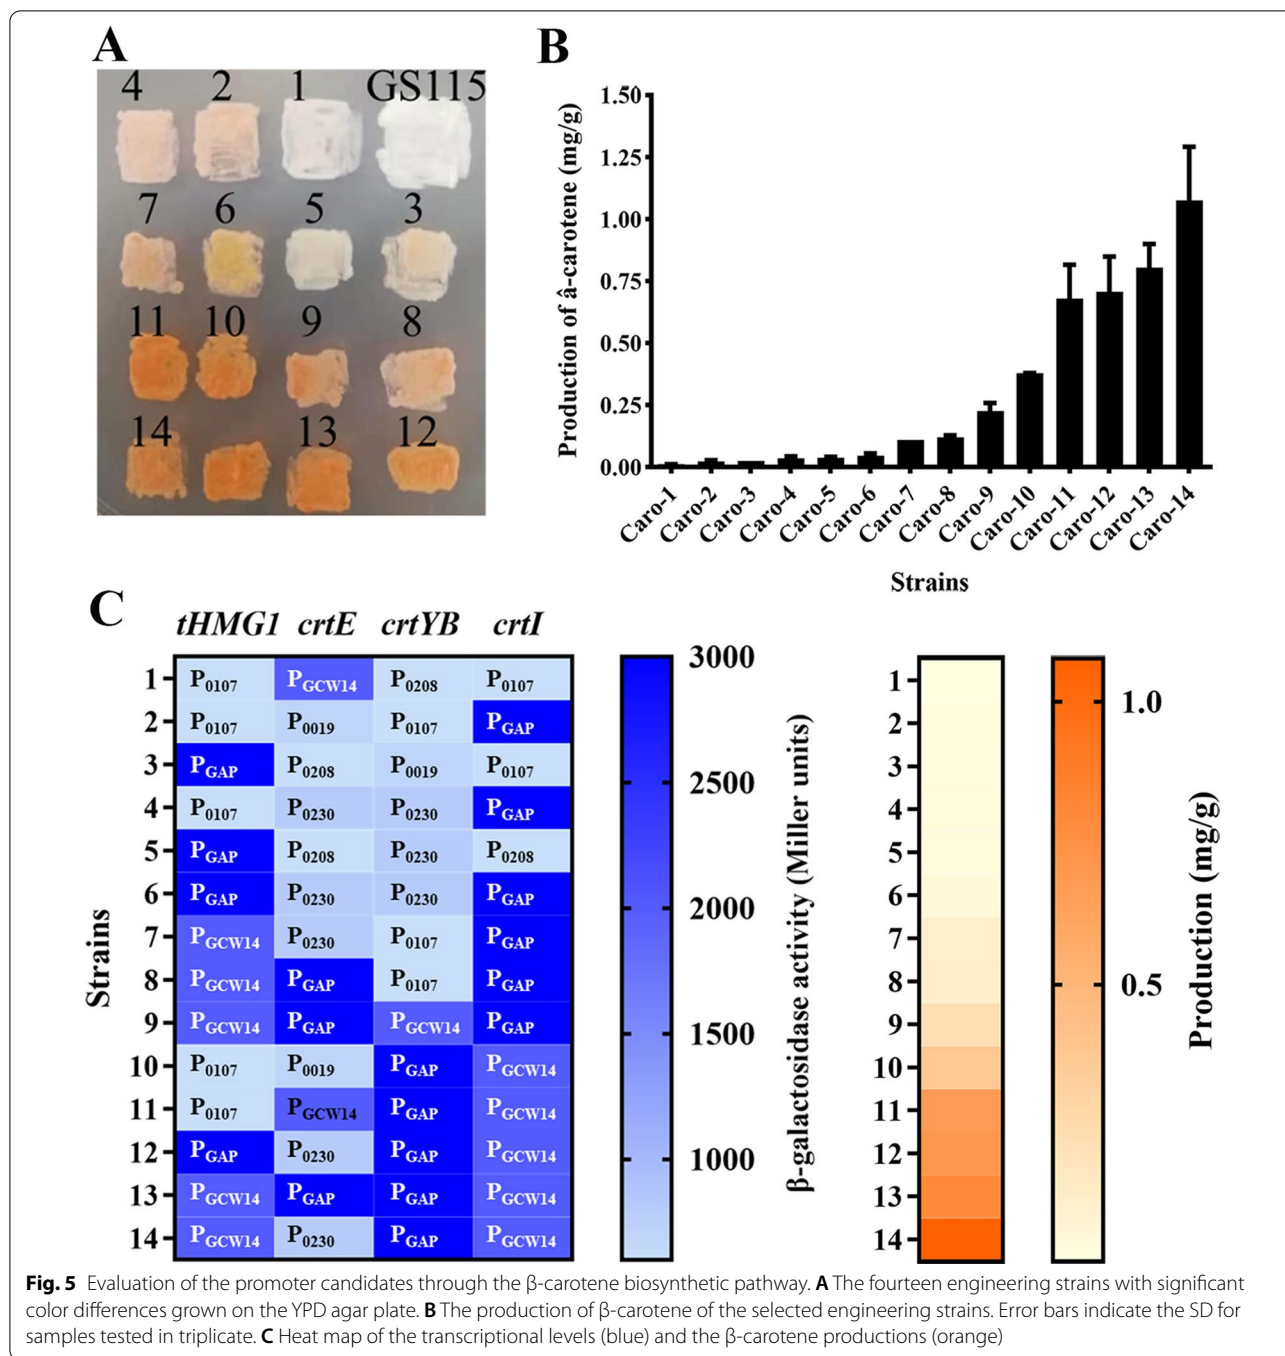 A
4 2 1 GS115
7 6 5 3
11 10 9 8
14 13 12
B
Production of â-carotene (mg/g)
1.50
1.25
1.00
0.75
0.50
0.25
0.00
Caro-1 Caro-2 Caro-3 Caro-4 Caro-5 Caro-6 Caro-7 Caro-8 Caro-9 Caro-10 Caro-11 Caro-12 Caro-13 Caro-14
Strains
C
tHMG1 crtE crtYB crtI
Strains
1 P0107 PGCW14 P0208 P0107
2 P0107 P0019 P0107 PGAP
3 PGAP P0208 P0019 P0107
4 P0107 P0230 P0230 PGAP
5 PGAP P0208 P0230 P0208
6 PGAP P0230 P0230 PGAP
7 PGCW14 P0230 P0107 PGAP
8 PGCW14 PGAP P0107 PGAP
9 PGCW14 PGAP PGCW14 PGAP
10 P0107 P0019 PGAP PGCW14
11 P0107 PGCW14 PGAP PGCW14
12 PGAP P0230 PGAP PGCW14
13 PGCW14 PGAP PGAP PGCW14
14 PGCW14 P0230 PGAP PGCW14
3000
2500
2000
1500
1000
β-galactosidase activity (Miller units)
1
2
3
4
5
6
7
8
9
10
11
12
13
14
1.0
0.5
Production (mg/g)
Fig. 5 Evaluation of the promoter candidates through the β-carotene biosynthetic pathway. A The fourteen engineering strains with significant
color differences grown on the YPD agar plate. B The production of β-carotene of the selected engineering strains. Error bars indicate the SD for
samples tested in triplicate. C Heat map of the transcriptional levels (blue) and the β-carotene productions (orange)